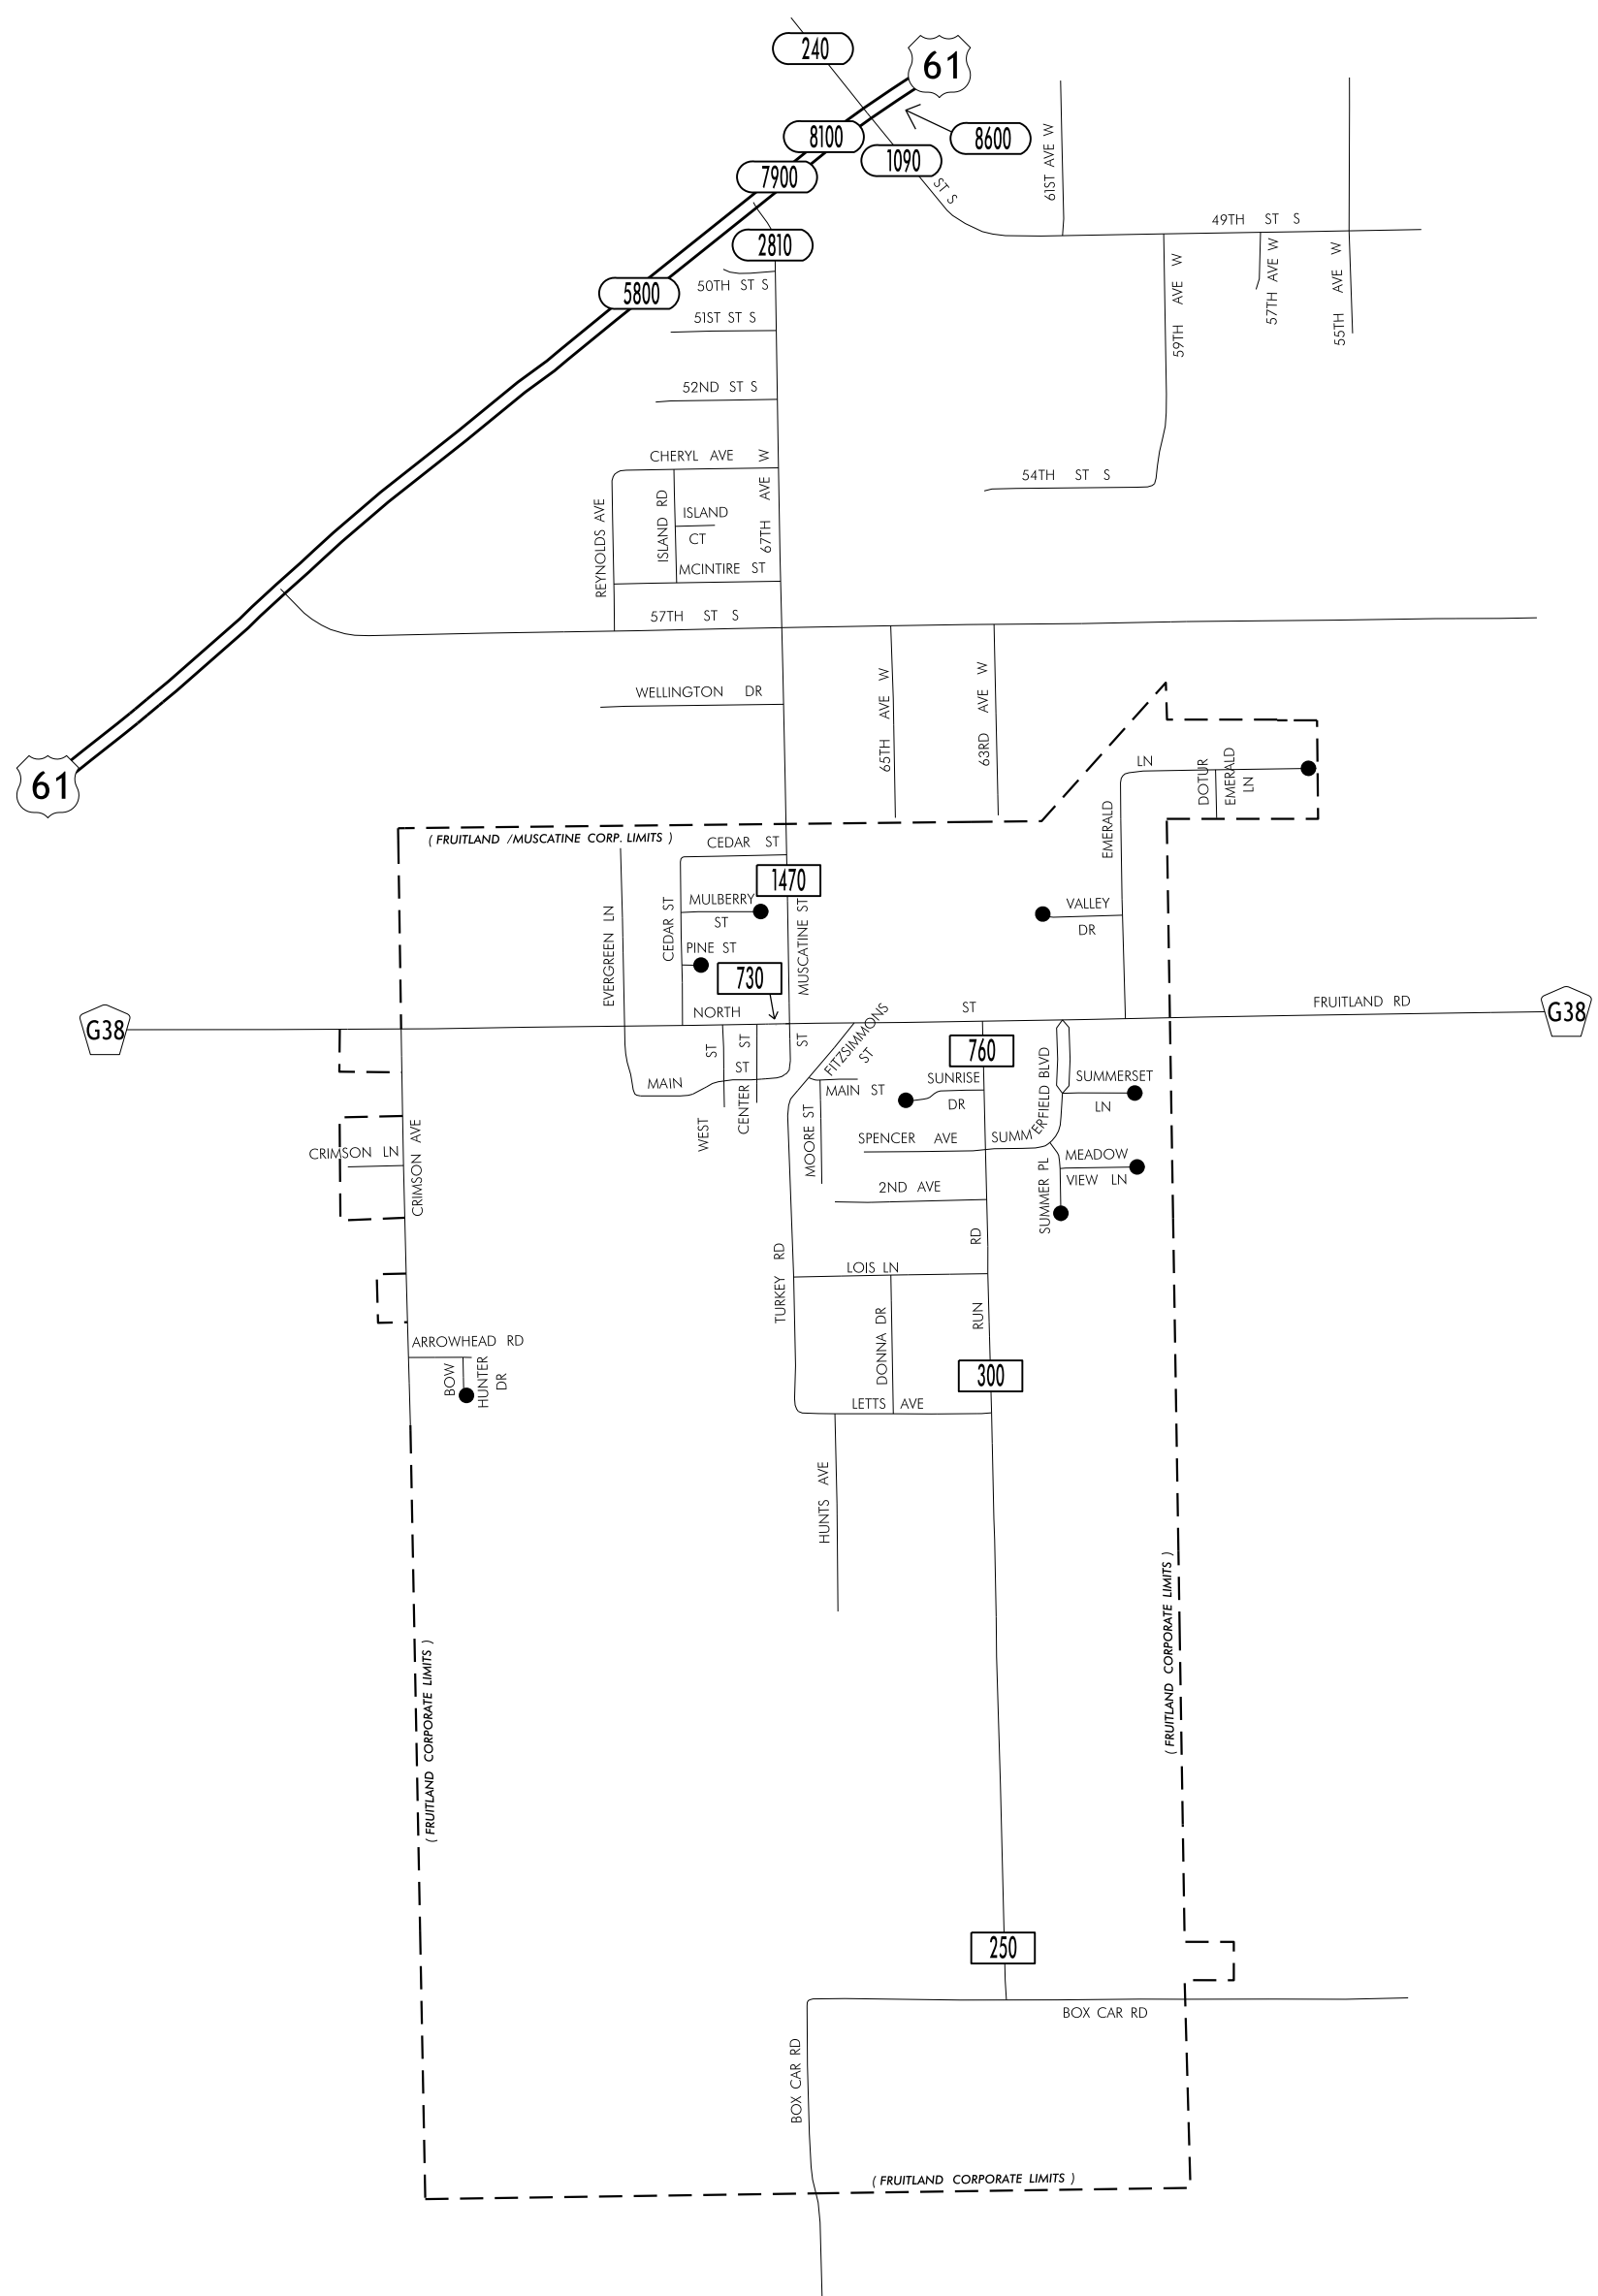 240
61
8100
8600
1090
7900
ST S
61ST AVE W
49TH ST S
2810
59TH AVE W
57TH AVE W
55TH AVE W
5800
50TH ST S
51ST ST S
52ND ST S
CHERYL AVE W
67TH AVE
54TH ST S
REYNOLDS AVE
ISLAND RD
ISLAND
CT
MCINTIRE ST
57TH ST S
WELLINGTON DR
65TH AVE W
63RD AVE W
61
EMERALD LN
DOTUR
EMERALD
LN
( FRUITLAND /MUSCATINE CORP. LIMITS )
CEDAR ST
1470
EVERGREEN LN
CEDAR ST
MULBERRY
ST
MUSCATINE ST
VALLEY
DR
PINE ST
730
NORTH ST
FRUITLAND RD
G38
G38
FITZSIMMONS
ST
ST
760
WEST ST
CENTER ST
MAIN ST
MAIN ST
SUNRISE
DR
SUMMERFIELD BLVD
SUMMERSET
LN
MOORE ST
SPENCER AVE
MEADOW
VIEW LN
SUMMER PL
CRIMSON LN
CRIMSON AVE
2ND AVE
TURKEY RD
RUN RD
LOIS LN
DONNA DR
ARROWHEAD RD
BOW
HUNTER
DR
300
LETTS AVE
HUNTS AVE
( FRUITLAND CORPORATE LIMITS )
( FRUITLAND CORPORATE LIMITS )
250
BOX CAR RD
BOX CAR RD
( FRUITLAND CORPORATE LIMITS )